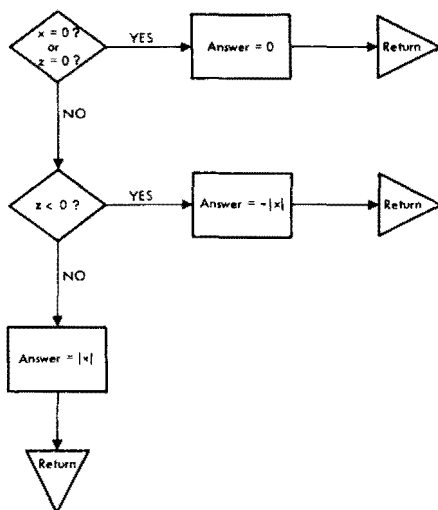 x = 0 ?
or
z = 0 ?
YES
Answer = 0
Return
NO
z < 0 ?
YES
Answer = -|x|
Return
NO
Answer = |x|
Return